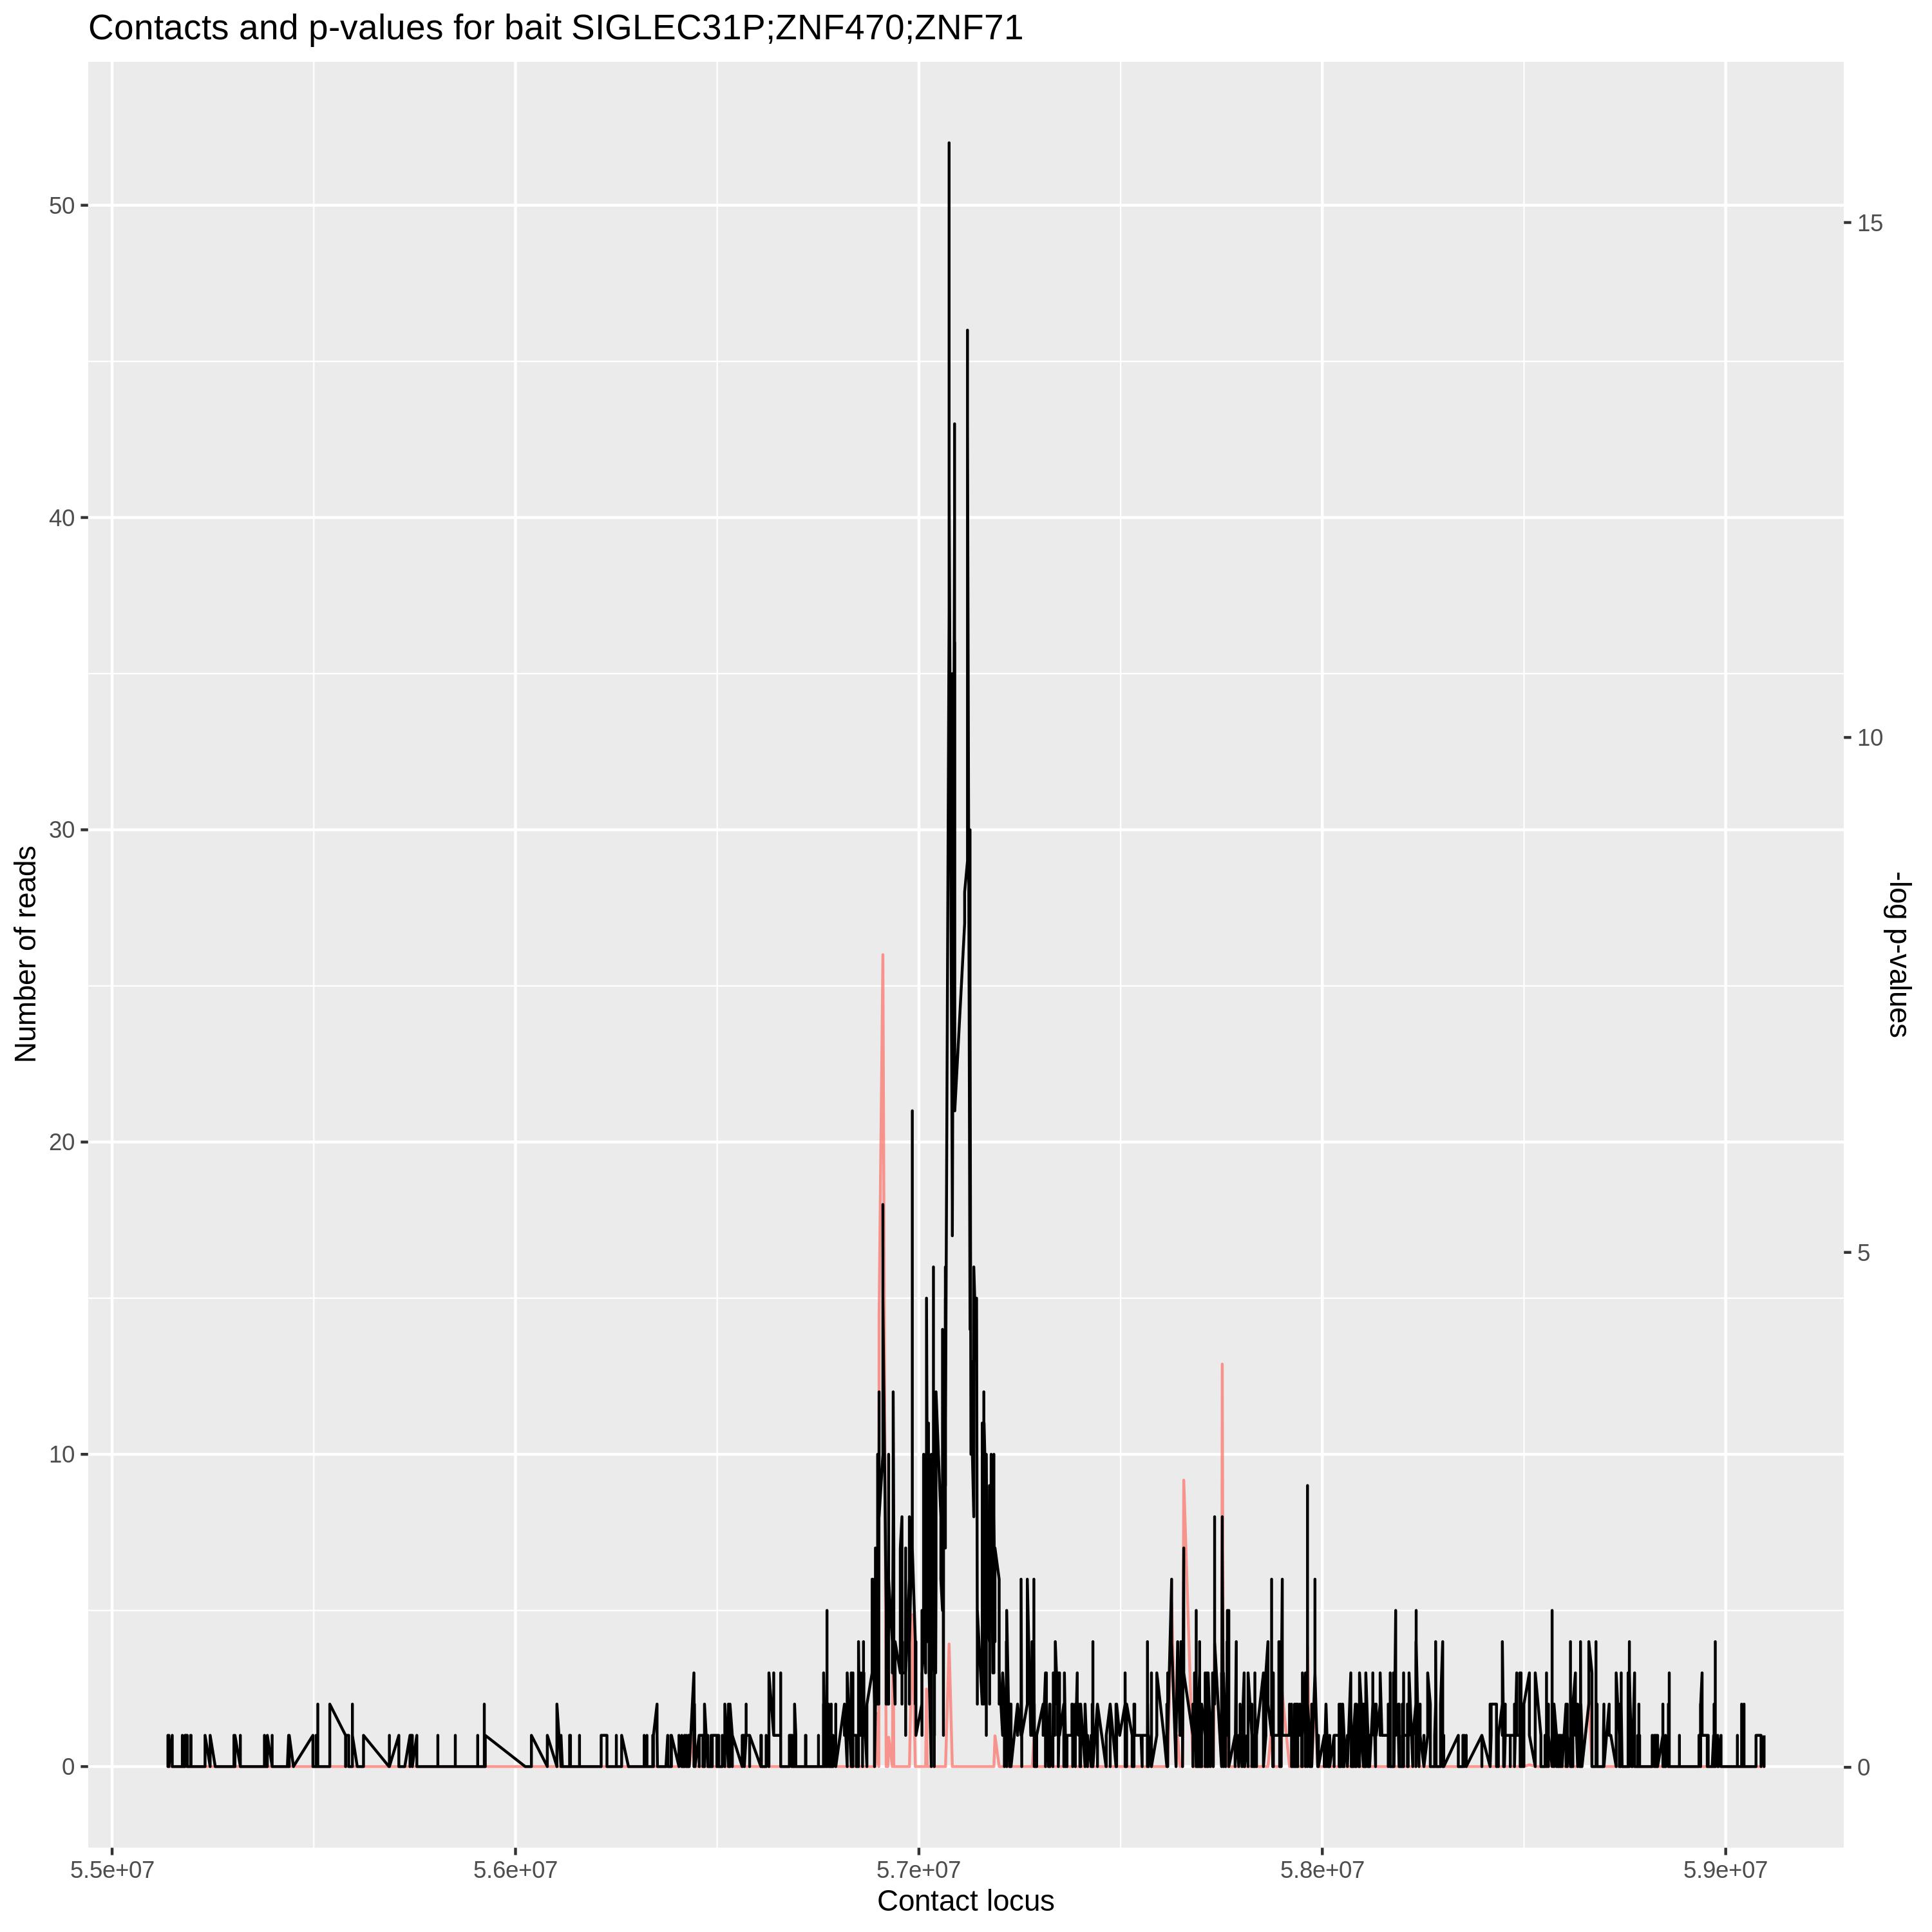 Contacts and p-values for bait SIGLEC31P;ZNF470;ZNF71
50
40
30
20
10
0
Number of reads
15
10
5
0
-log p-values
5.5e+07
5.6e+07
5.7e+07
5.8e+07
5.9e+07
Contact locus